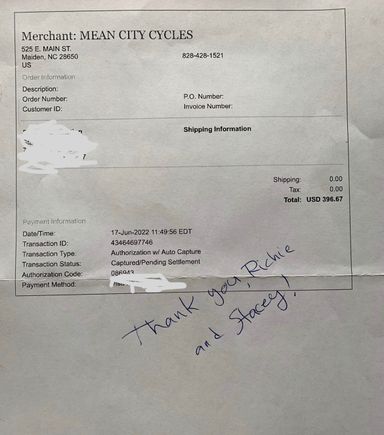 Merchant: MEAN CITY CYCLES
525 E. MAIN ST.
Maiden, NC 28650 828-428-1521
US
Order Information
Description:
Order Number: P.O. Number:
Customer ID: Invoice Number:
Shipping Information
Shipping: 0.00
Tax: 0.00
Total: USD 396.67
Payment Information
Date/Time: 17-Jun-2022 11:49:56 EDT
Transaction ID: 43464697746
Transaction Type: Authorization w/ Auto Capture
Transaction Status: Captured/Pending Settlement
Authorization Code: 086943
Payment Method:
Thank you, Richie
and Stacey!